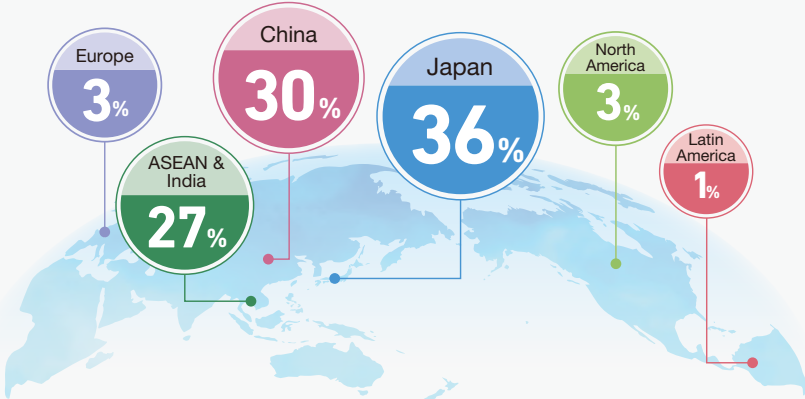 Europe
3%
China
30%
Japan
36%
North
America
3%
ASEAN &
India
27%
Latin
America
1%